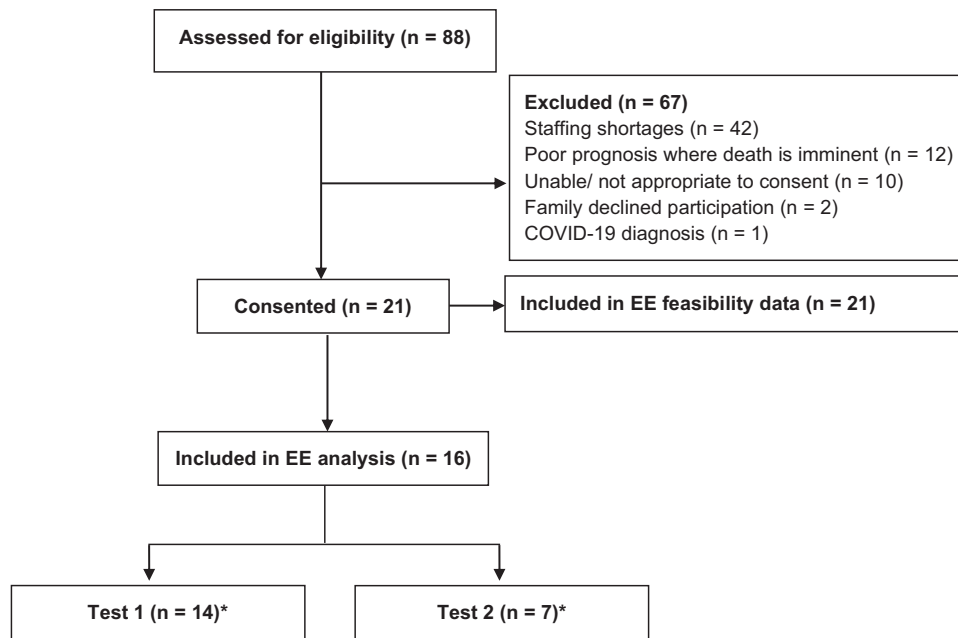 Assessed for eligibility (n = 88)
Excluded (n = 67)
Staffing shortages (n = 42)
Poor prognosis where death is imminent (n = 12)
Unable/ not appropriate to consent (n = 10)
Family declined participation (n = 2)
COVID-19 diagnosis (n = 1)
Consented (n = 21)
Included in EE feasibility data (n = 21)
Included in EE analysis (n = 16)
Test 1 (n = 14)*
Test 2 (n = 7)*